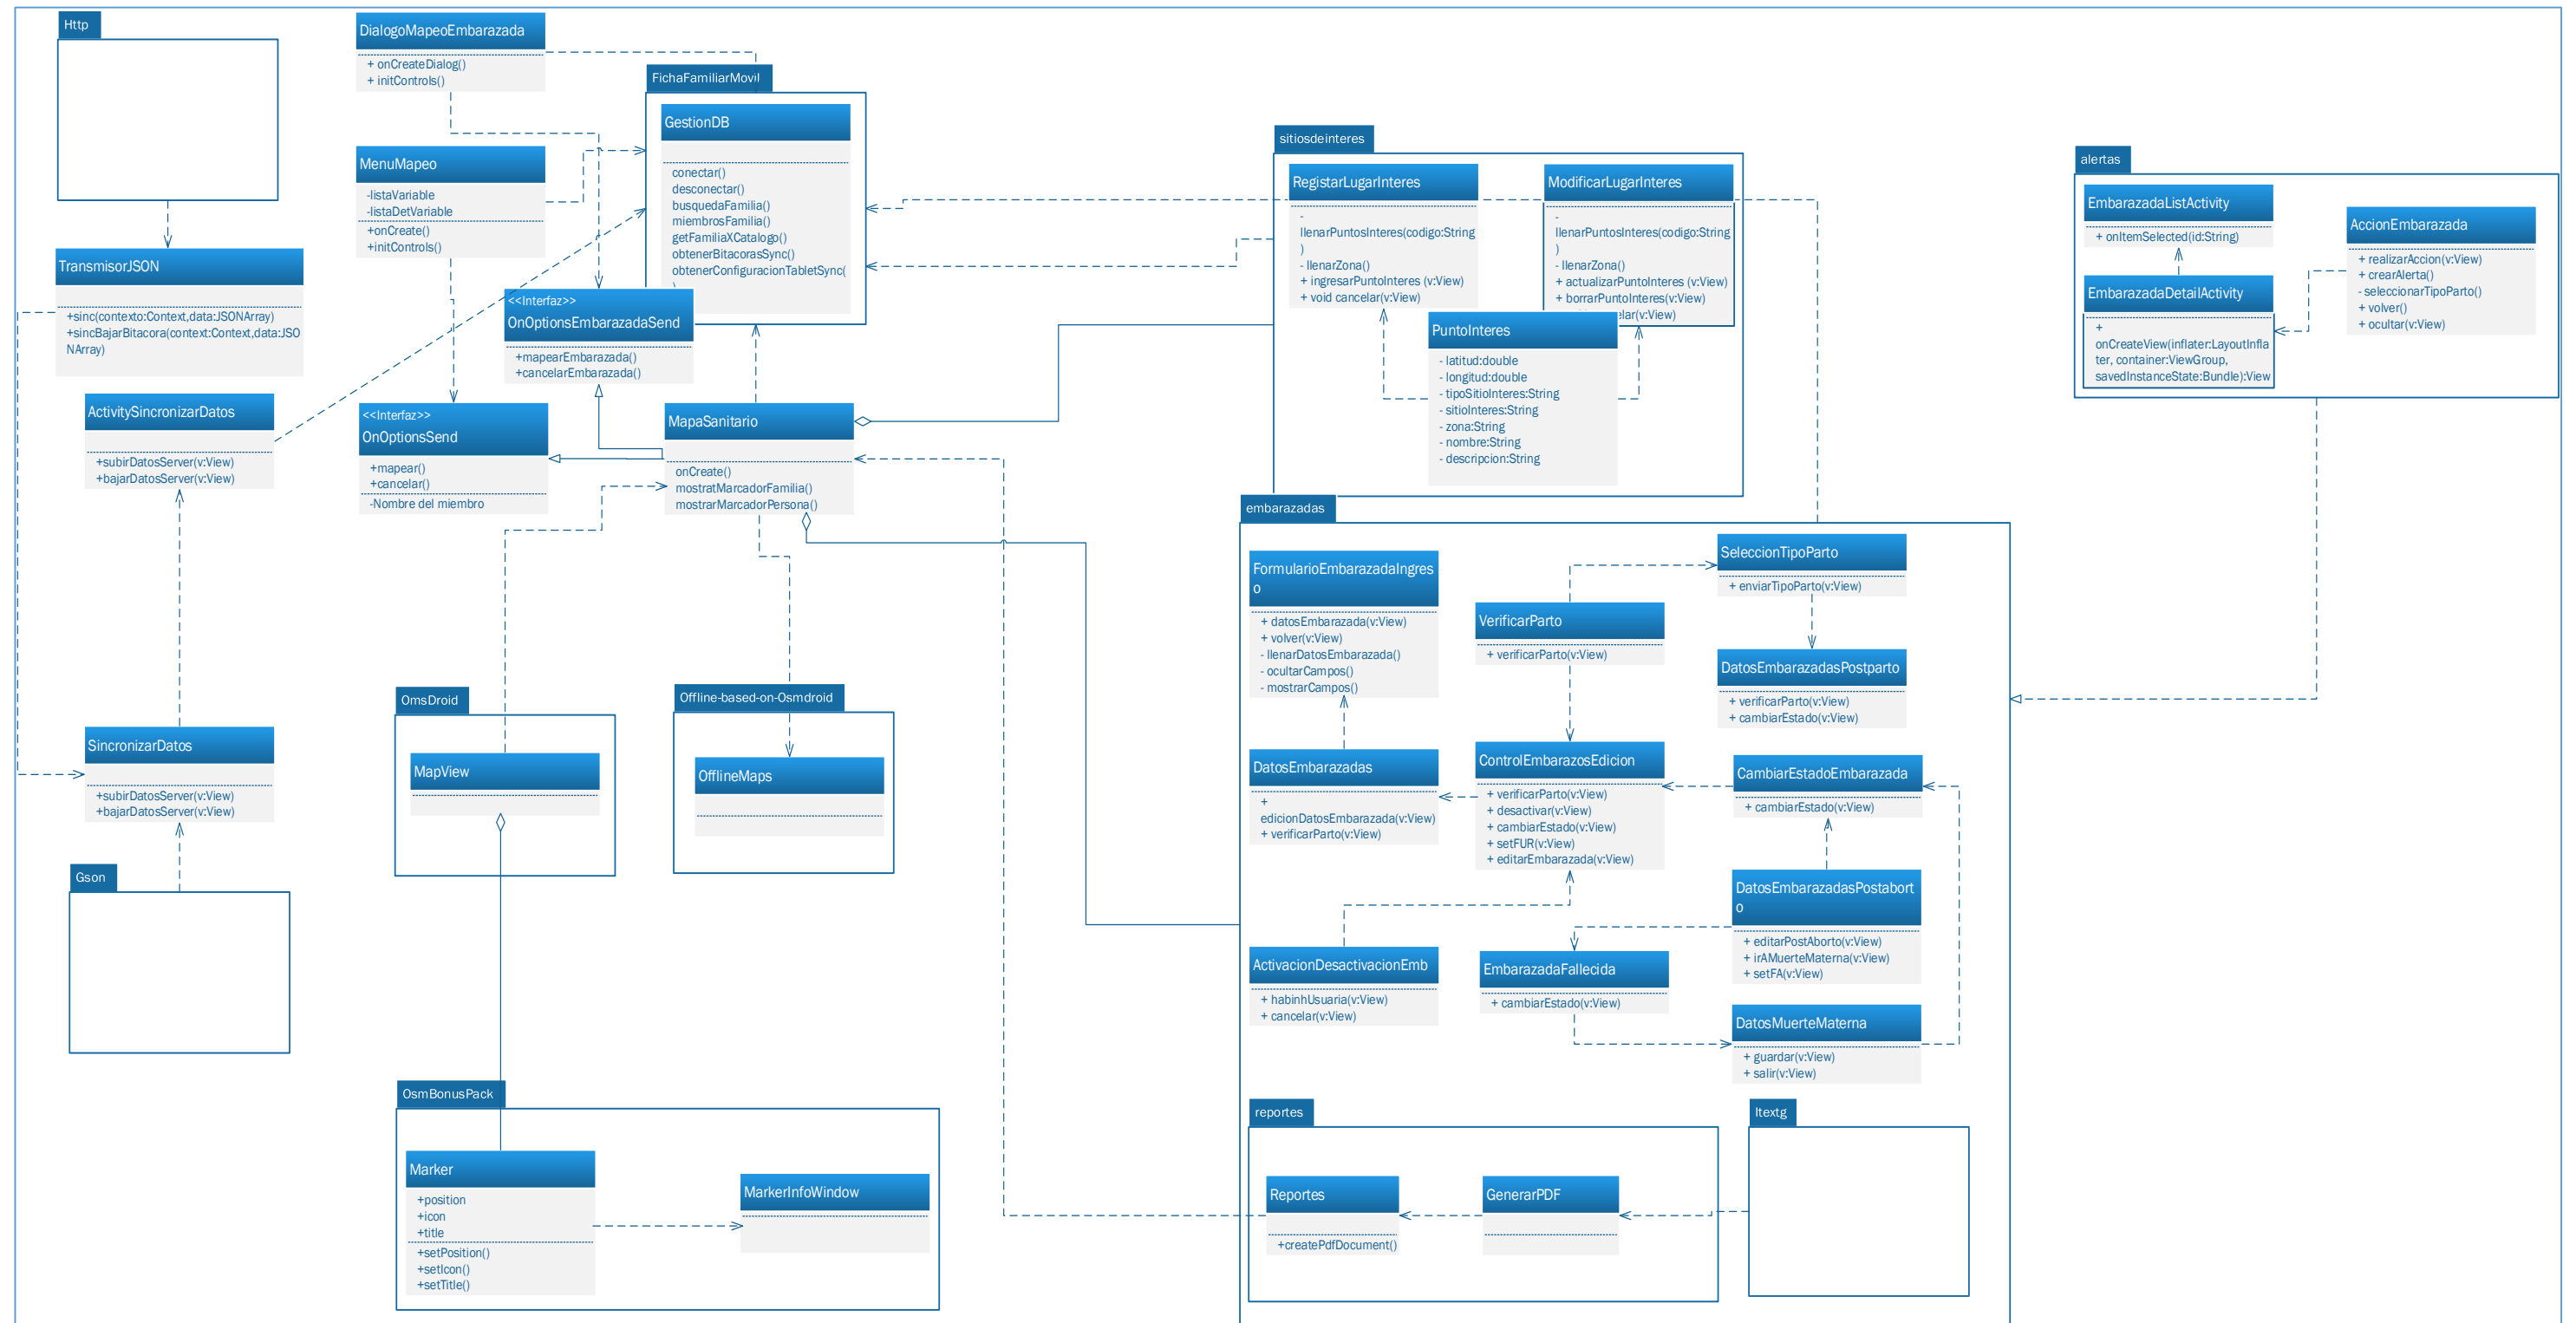 Http
DialogoMapeoEmbarazada
+ onCreateDialog()
+ initControls()
FichaFamiliarMovil
GestionDB
conectar()
desconectar()
busquedaFamilia()
miembrosFamilia()
getFamiliaXCatalogo()
obtenerBitacorasSync()
obtenerConfiguracionTabletSync(
)
MenuMapeo
-listaVariable
-listaDetVariable
+onCreate()
+initControls()
TransmisorJSON
+sinc(contexto:Context,data:JSONArray)
+sincBajarBitacora(context:Context,data:JSO
NArray)
<<Interfaz>>
OnOptionsEmbarazadaSend
+mapearEmbarazada()
+cancelarEmbarazada()
ActivitySincronizarDatos
+subirDatosServer(v:View)
+bajarDatosServer(v:View)
<<Interfaz>>
OnOptionsSend
+mapear()
+cancelar()
-Nombre del miembro
MapaSanitario
onCreate()
mostratMarcadorFamilia()
mostrarMarcadorPersona()
sitiosdeinteres
RegistarLugarInteres
-
llenarPuntosInteres(codigo:String
)
- llenarZona()
+ ingresarPuntoInteres (v:View)
+ void cancelar(v:View)
ModificarLugarInteres
-
llenarPuntosInteres(codigo:String
)
- llenarZona()
+ actualizarPuntoInteres (v:View)
+ borrarPuntoInteres(v:View)
elar(v:View)
PuntoInteres
- latitud:double
- longitud:double
- tipoSitioInteres:String
- sitioInteres:String
- zona:String
- nombre:String
- descripcion:String
alertas
EmbarazadaListActivity
+ onItemSelected(id:String)
EmbarazadaDetailActivity
+
onCreateView(inflater:LayoutInfla
ter, container:ViewGroup,
savedInstanceState:Bundle):View
AccionEmbarazada
+ realizarAccion(v:View)
+ crearAlerta()
- seleccionarTipoParto()
+ volver()
+ ocultar(v:View)
embarazadas
FormularioEmbarazadaIngres
o
+ datosEmbarazada(v:View)
+ volver(v:View)
- llenarDatosEmbarazada()
- ocultarCampos()
- mostrarCampos()
VerificarParto
+ verificarParto(v:View)
SeleccionTipoParto
+ enviarTipoParto(v:View)
DatosEmbarazadasPostparto
+ verificarParto(v:View)
+ cambiarEstado(v:View)
DatosEmbarazadas
+
edicionDatosEmbarazada(v:View)
+ verificarParto(v:View)
ControlEmbarazosEdicion
+ verificarParto(v:View)
+ desactivar(v:View)
+ cambiarEstado(v:View)
+ setFUR(v:View)
+ editarEmbarazada(v:View)
CambiarEstadoEmbarazada
+ cambiarEstado(v:View)
DatosEmbarazadasPostabort
o
+ editarPostAborto(v:View)
+ irAMuerteMaterna(v:View)
+ setFA(v:View)
ActivacionDesactivacionEmb
+ habinhUsuaria(v:View)
+ cancelar(v:View)
EmbarazadaFallecida
+ cambiarEstado(v:View)
DatosMuerteMaterna
+ guardar(v:View)
+ salir(v:View)
SincronizarDatos
+subirDatosServer(v:View)
+bajarDatosServer(v:View)
Gson
OmsDroid
MapView
Offline-based-on-Osmdroid
OfflineMaps
OsmBonusPack
Marker
+position
+icon
+title
+setPosition()
+setIcon()
+setTitle()
MarkerInfoWindow
reportes
Reportes
+createPdfDocument()
GenerarPDF
Itextg